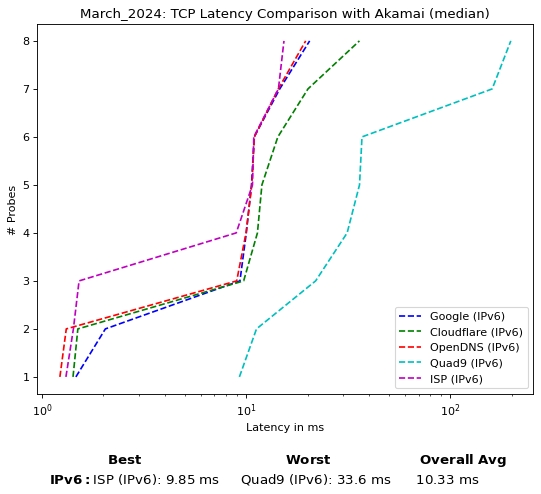 March_2024: TCP Latency Comparison with Akamai (median)
8
7
6
5
4
3
2
1
# Probes
10⁰
10¹
10²
Latency in ms
Google (IPv6)
Cloudflare (IPv6)
OpenDNS (IPv6)
Quad9 (IPv6)
ISP (IPv6)
Best Worst Overall Avg
IPv6: ISP (IPv6): 9.85 ms Quad9 (IPv6): 33.6 ms 10.33 ms